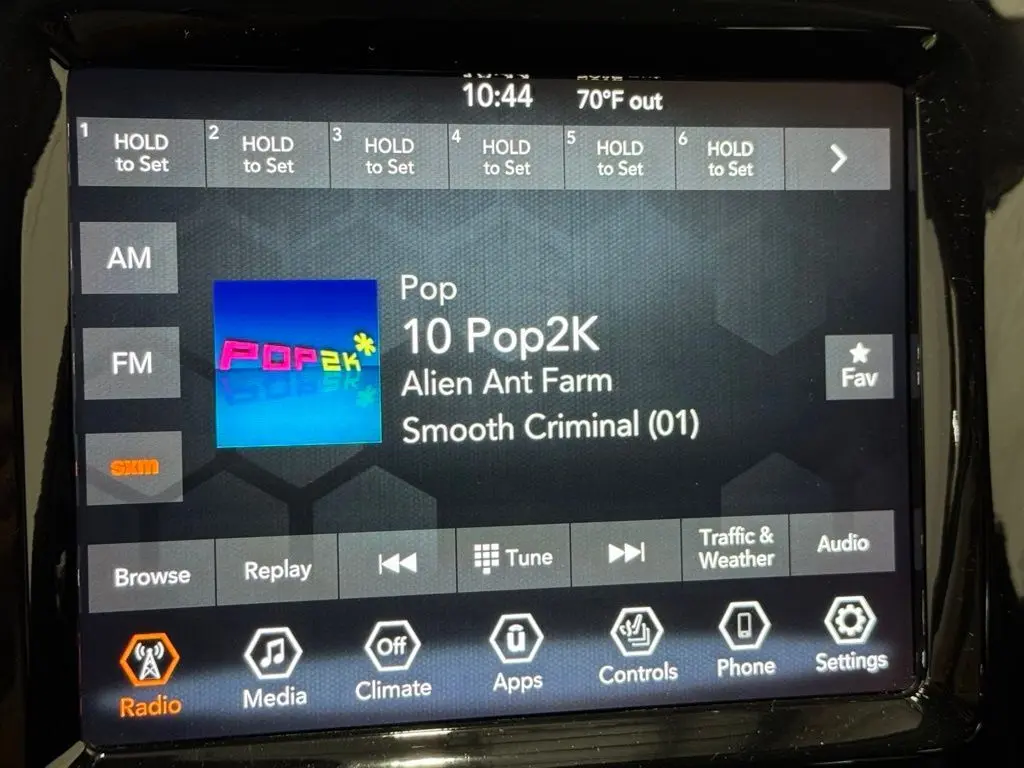 10:44 70°F out
1 HOLD to Set
2 HOLD to Set
3 HOLD to Set
4 HOLD to Set
5 HOLD to Set
6 HOLD to Set
AM
FM
sxm
POP2K*
Pop
10 Pop2K
Alien Ant Farm
Smooth Criminal (01)
Fav
Browse
Replay
Tune
Traffic &
Weather
Audio
Radio
Media
Off
Climate
ū
Apps
Controls
Phone
Settings